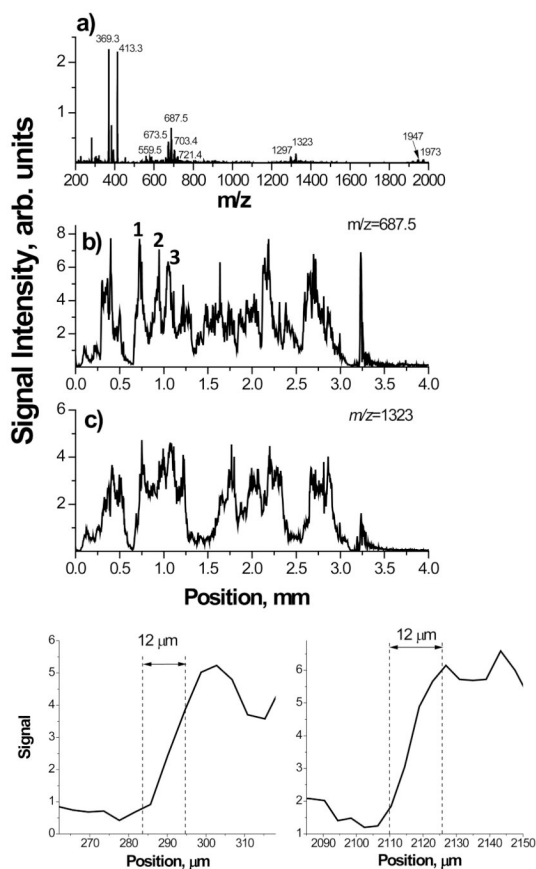 a)
369.3
413.3
687.5
673.5
703.4
559.5
721.4
1323
1297
1947
1973
2
1
0
200 400 600 800 1000 1200 1400 1600 1800 2000
m/z
Signal Intensity, arb. units
b)
1
2
3
m/z=687.5
8
6
4
2
0.0 0.5 1.0 1.5 2.0 2.5 3.0 3.5 4.0
c)
m/z=1323
6
4
2
0
0.0 0.5 1.0 1.5 2.0 2.5 3.0 3.5 4.0
Position, mm
12 µm
Signal
6
5
4
3
2
1
0
270 280 290 300 310
Position, µm
12 µm
7
6
5
4
3
2
1
2090 2100 2110 2120 2130 2140 2150
Position, µm